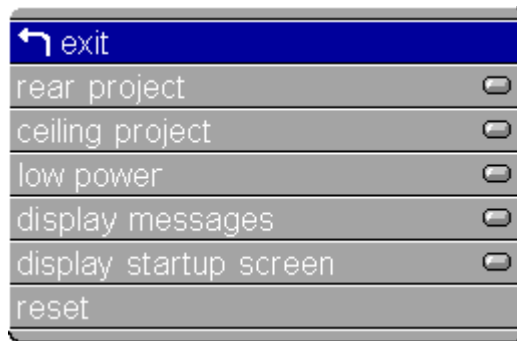 exit
rear project
ceiling project
low power
display messages
display startup screen
reset